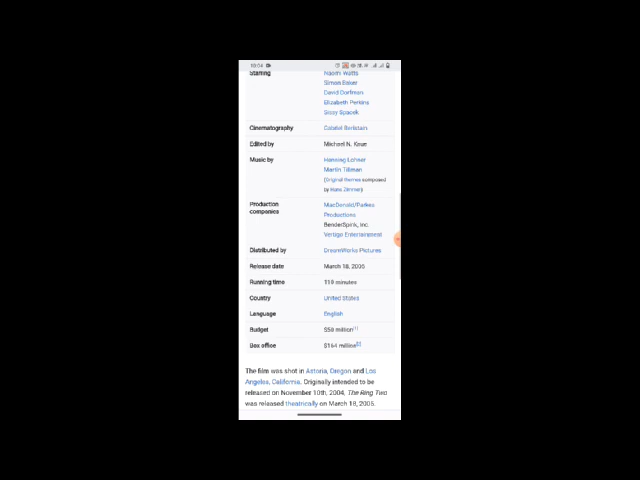 Starring
Naomi Watts
Simon Baker
David Dorfman
Elizabeth Perkins
Sissy Spacek
Cinematography
Gabriel Beristain
Edited by
Michael N. Knue
Music by
Henning Lohner
Martin Tillman
(Original themes composed
by Hans Zimmer)
Production
companies
MacDonald/Parkes
Productions
BenderSpink, Inc.
Vertigo Entertainment
Distributed by
DreamWorks Pictures
Release date
March 18, 2005
Running time
110 minutes
Country
United States
Language
English
Budget
$50 million[1]
Box office
$164 million[2]
The film was shot in Astoria, Oregon and Los
Angeles, California. Originally intended to be
released on November 10th, 2004, The Ring Two
was released theatrically on March 18, 2005.